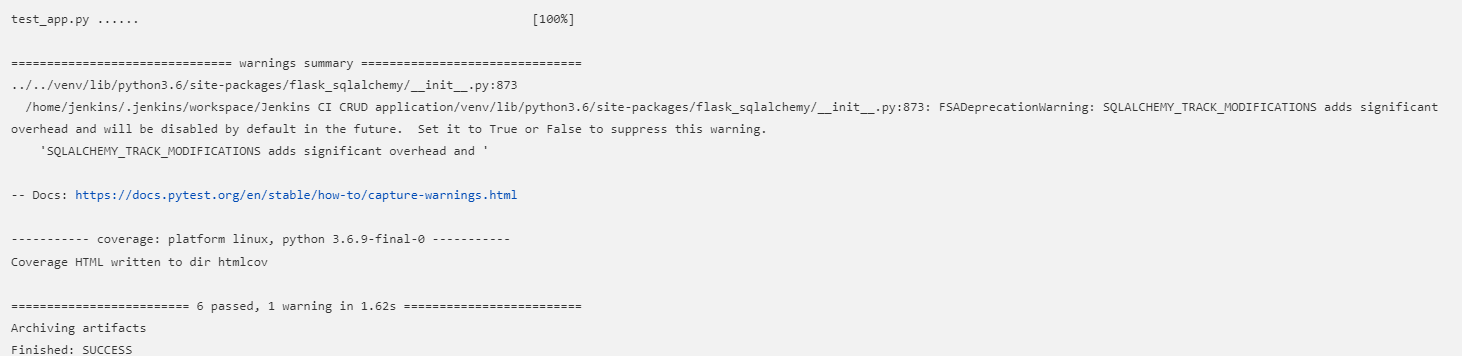 test_app.py ...... [100%]
============================== warnings summary ===============================
../../venv/lib/python3.6/site-packages/flask_sqlalchemy/__init__.py:873
/home/jenkins/.jenkins/workspace/Jenkins CI CRUD application/venv/lib/python3.6/site-packages/flask_sqlalchemy/__init__.py:873: FSADeprecationWarning: SQLALCHEMY_TRACK_MODIFICATIONS adds significant
overhead and will be disabled by default in the future.  Set it to True or False to suppress this warning.
'SQLALCHEMY_TRACK_MODIFICATIONS adds significant overhead and '
-- Docs: https://docs.pytest.org/en/stable/how-to/capture-warnings.html
----------- coverage: platform linux, python 3.6.9-final-0 -----------
Coverage HTML written to dir htmlcov
========================= 6 passed, 1 warning in 1.62s =========================
Archiving artifacts
Finished: SUCCESS